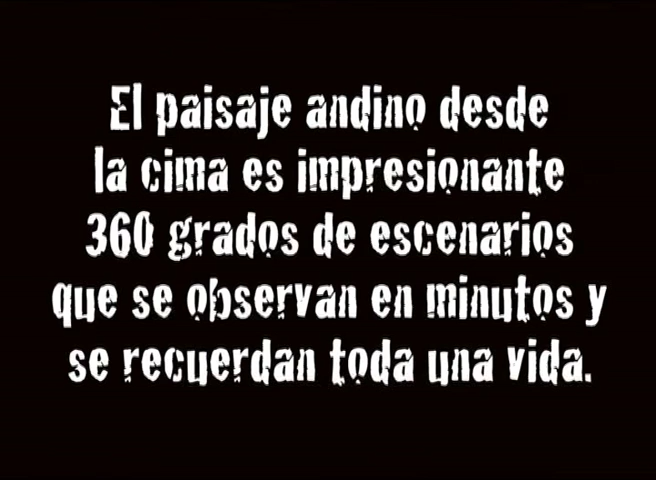 El paisaje andino desde
la cima es impresionante
360 grados de escenarios
que se observan en minutos y
se recuerdan toda una vida.